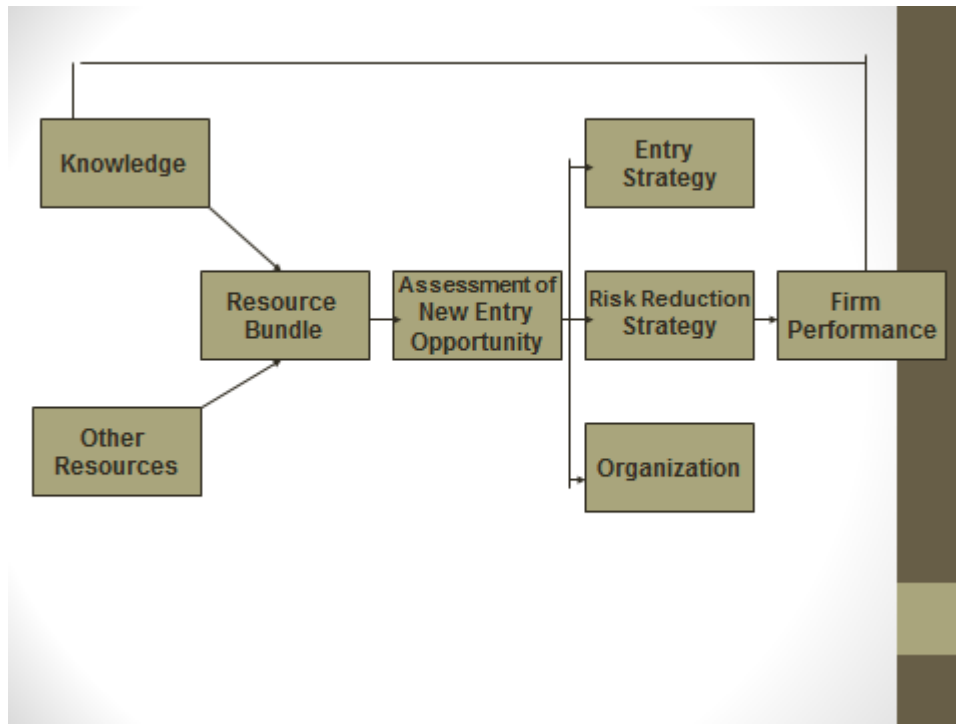 Knowledge
Entry
Strategy
Resource
Bundle
Assessment of
New Entry
Opportunity
Risk Reduction
Strategy
Firm
Performance
Other
Resources
Organization